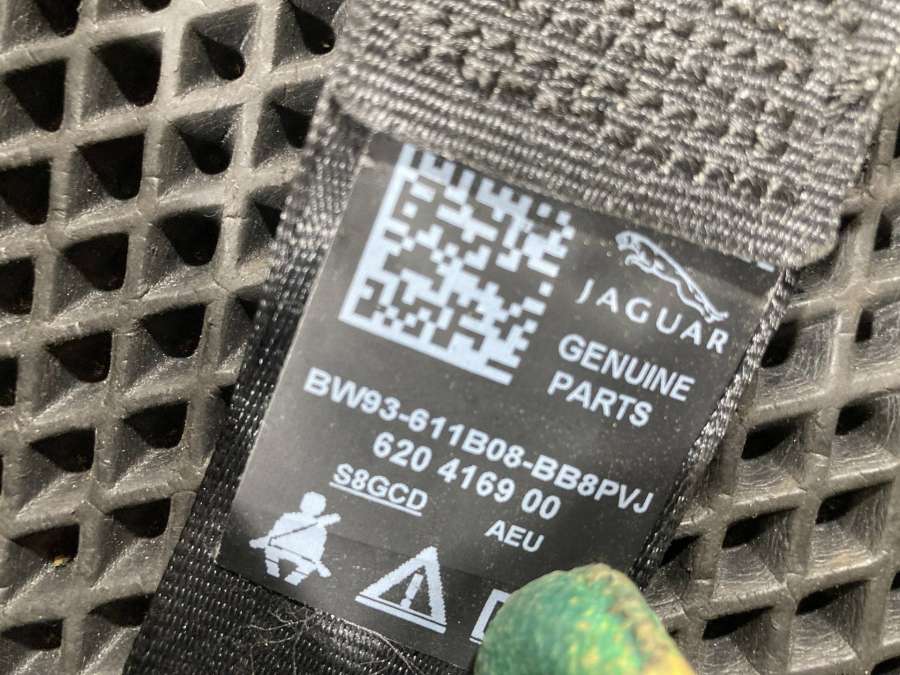 JAGUAR
GENUINE
PARTS
BW93-611B08-BB8PVJ
620 4169 00
S8GCD
AEU